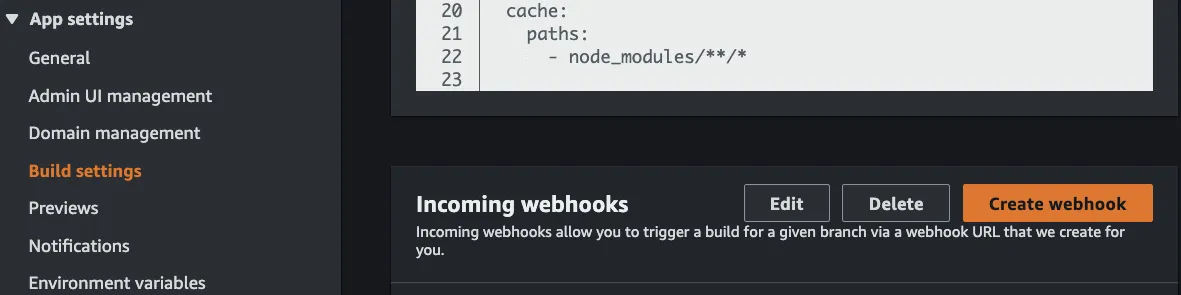 ▼ App settings
General
Admin UI management
Domain management
Build settings
Previews
Notifications
Environment variables
20 cache:
21 paths:
22 - node_modules/**/*
23
Incoming webhooks
Edit
Delete
Create webhook
Incoming webhooks allow you to trigger a build for a given branch via a webhook URL that we create for
you.